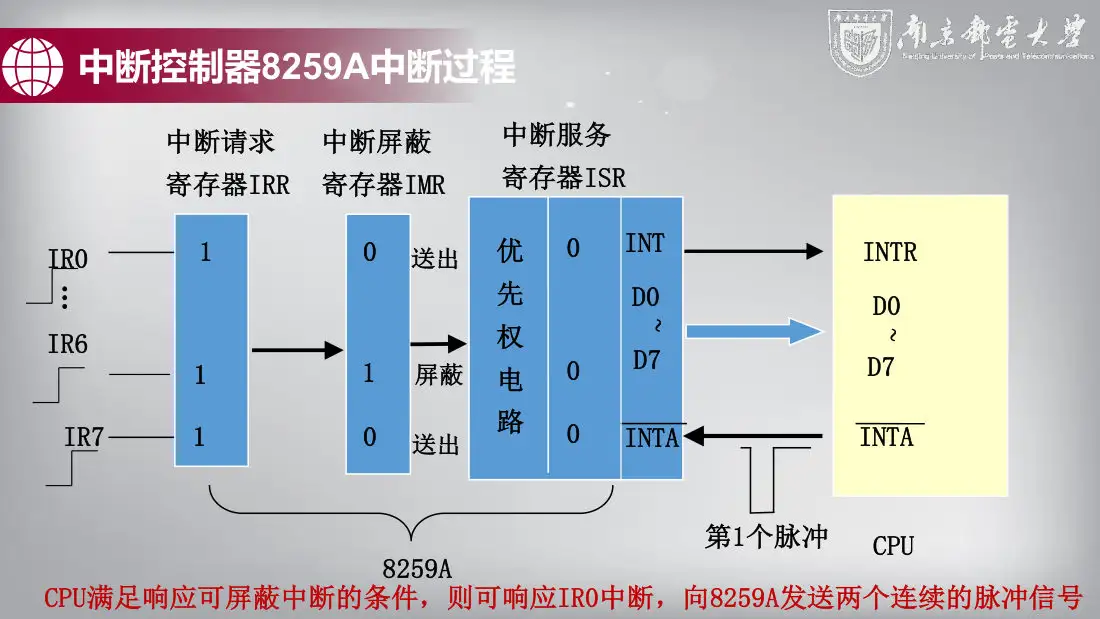 南京邮电大学
Nanjing University of Posts and Telecommunications
中断控制器8259A中断过程
中断请求
寄存器IRR
中断屏蔽
寄存器IMR
中断服务
寄存器ISR
IR0
⋮
IR6
IR7
1
1
1
0
1
0
送出
屏蔽
送出
优
先
权
电
路
0
0
0
INT
D0
~
D7
INTA
INTR
D0
~
D7
INTA
第1个脉冲
CPU
8259A
CPU满足响应可屏蔽中断的条件，则可响应IR0中断，向8259A发送两个连续的脉冲信号